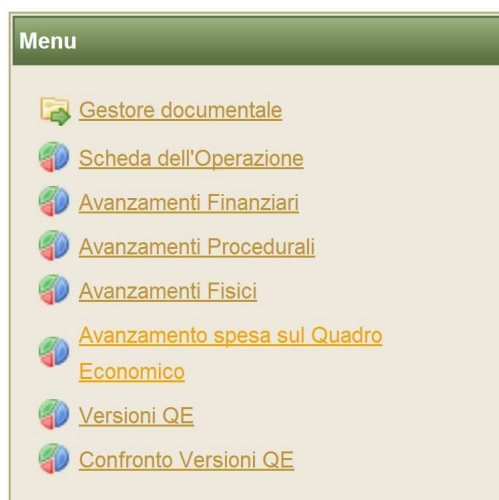 Menu
Gestore documentale
Scheda dell'Operazione
Avanzamenti Finanziari
Avanzamenti Procedurali
Avanzamenti Fisici
Avanzamento spesa sul Quadro
Economico
Versioni QE
Confronto Versioni QE